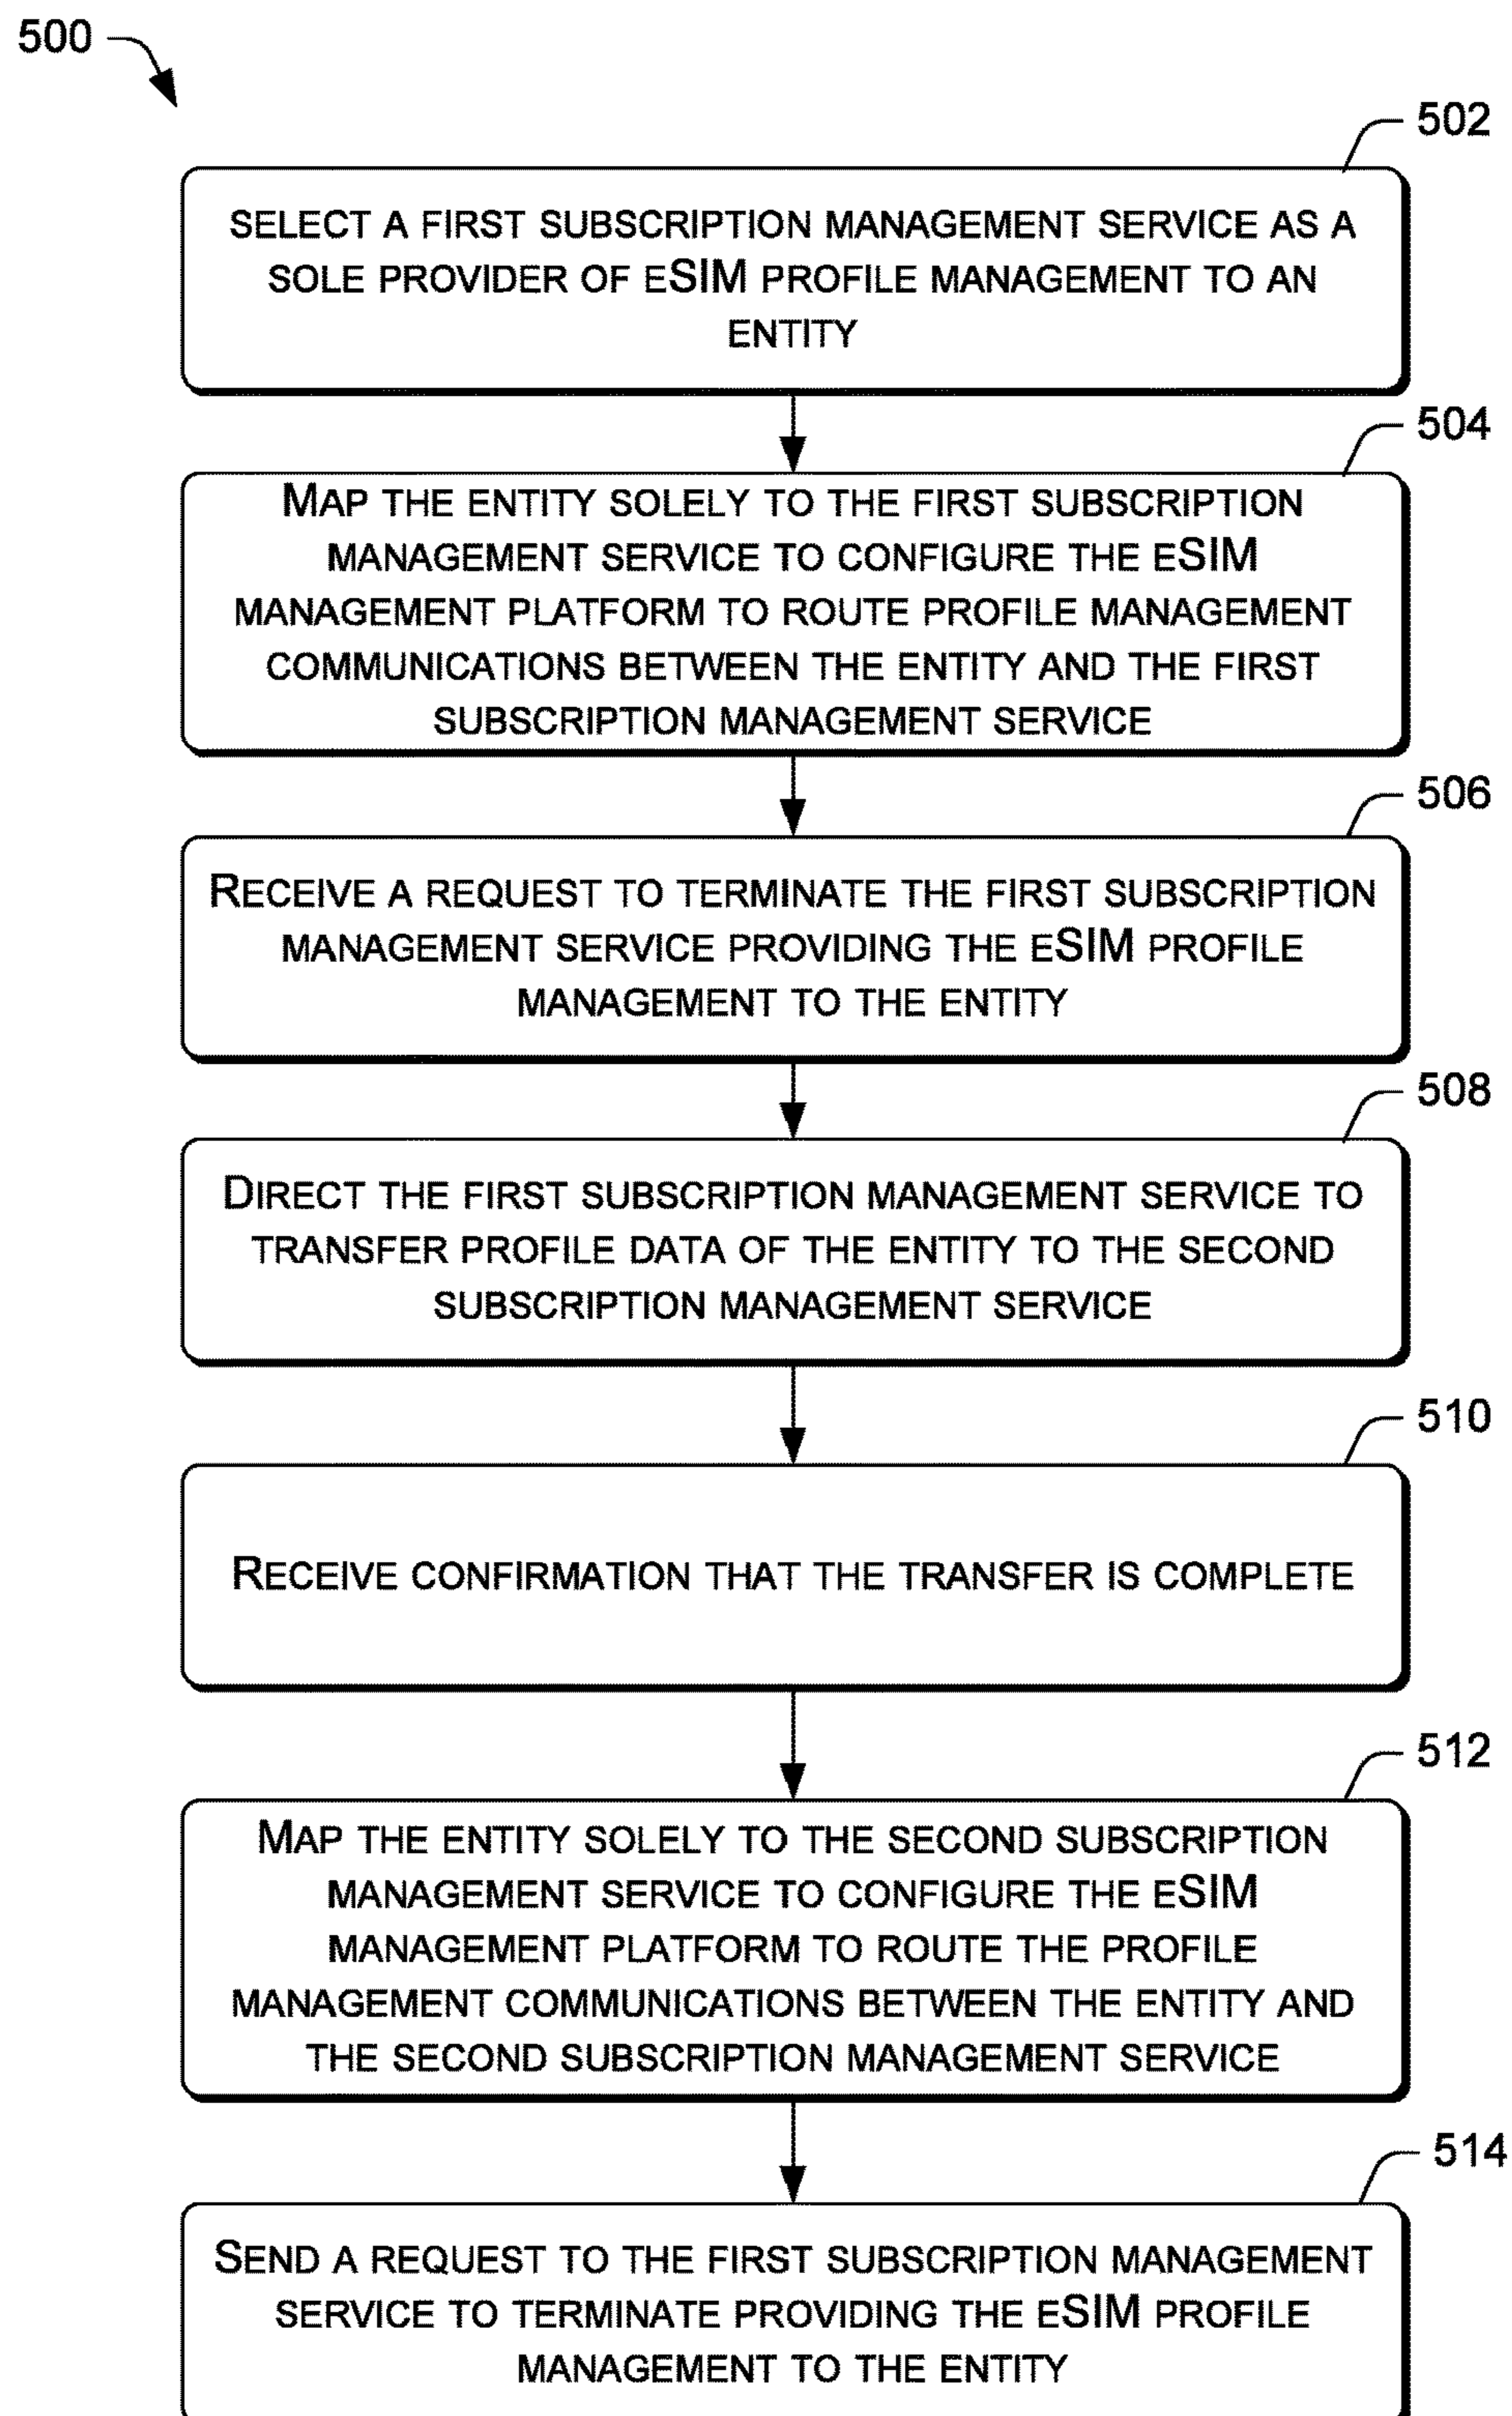 500
502
SELECT A FIRST SUBSCRIPTION MANAGEMENT SERVICE AS A
SOLE PROVIDER OF ESIM PROFILE MANAGEMENT TO AN
ENTITY
504
MAP THE ENTITY SOLELY TO THE FIRST SUBSCRIPTION
MANAGEMENT SERVICE TO CONFIGURE THE ESIM
MANAGEMENT PLATFORM TO ROUTE PROFILE MANAGEMENT
COMMUNICATIONS BETWEEN THE ENTITY AND THE FIRST
SUBSCRIPTION MANAGEMENT SERVICE
506
RECEIVE A REQUEST TO TERMINATE THE FIRST SUBSCRIPTION
MANAGEMENT SERVICE PROVIDING THE ESIM PROFILE
MANAGEMENT TO THE ENTITY
508
DIRECT THE FIRST SUBSCRIPTION MANAGEMENT SERVICE TO
TRANSFER PROFILE DATA OF THE ENTITY TO THE SECOND
SUBSCRIPTION MANAGEMENT SERVICE
510
RECEIVE CONFIRMATION THAT THE TRANSFER IS COMPLETE
512
MAP THE ENTITY SOLELY TO THE SECOND SUBSCRIPTION
MANAGEMENT SERVICE TO CONFIGURE THE ESIM
MANAGEMENT PLATFORM TO ROUTE THE PROFILE
MANAGEMENT COMMUNICATIONS BETWEEN THE ENTITY AND
THE SECOND SUBSCRIPTION MANAGEMENT SERVICE
514
SEND A REQUEST TO THE FIRST SUBSCRIPTION MANAGEMENT
SERVICE TO TERMINATE PROVIDING THE ESIM PROFILE
MANAGEMENT TO THE ENTITY